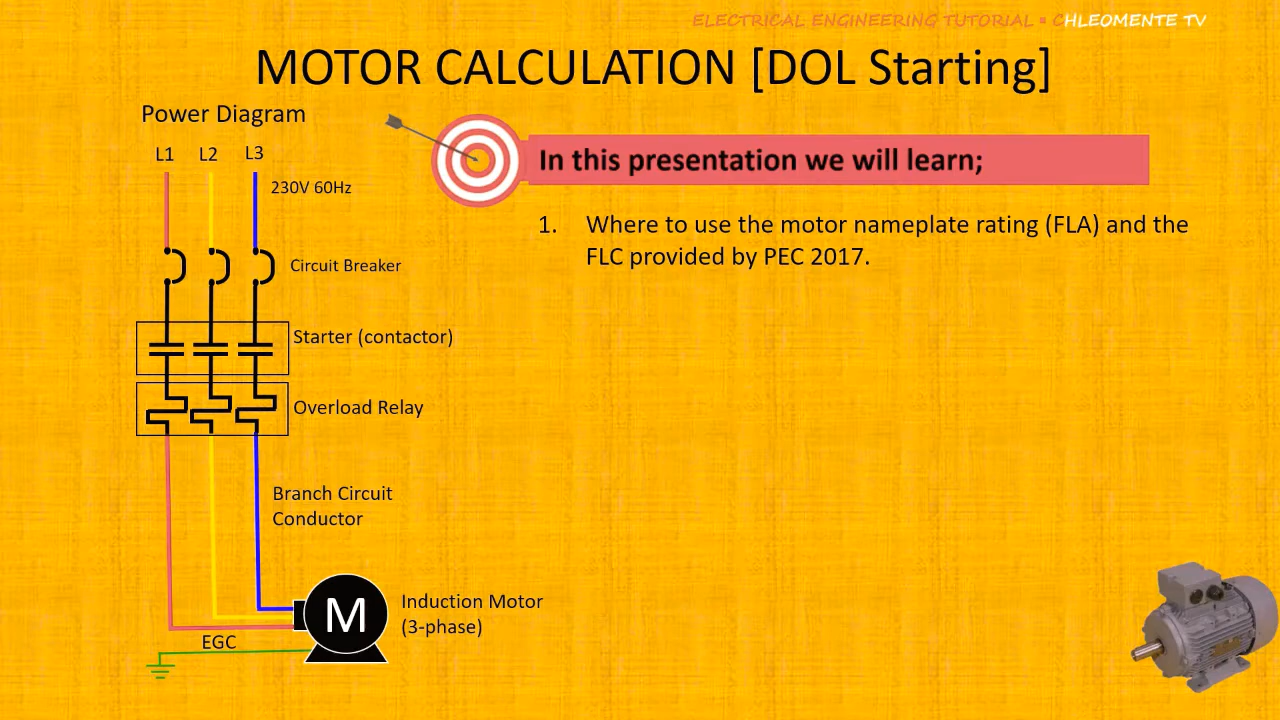 ELECTRICAL ENGINEERING TUTORIAL ▪ CHLEOMENTE TV
MOTOR CALCULATION [DOL Starting]
Power Diagram
L1 L2 L3
230V 60Hz
In this presentation we will learn;
1. Where to use the motor nameplate rating (FLA) and the
FLC provided by PEC 2017.
Circuit Breaker
Starter (contactor)
Overload Relay
Branch Circuit
Conductor
M
Induction Motor
(3-phase)
EGC